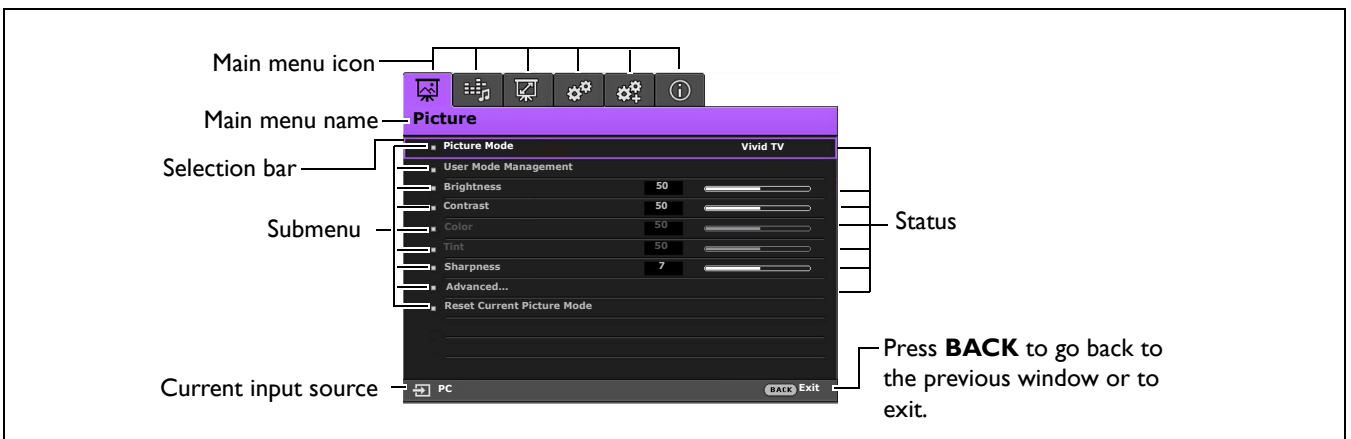 Main menu icon
Main menu name
Picture
Selection bar
Picture Mode Vivid TV
User Mode Management
Brightness 50
Contrast 50
Submenu
Color 50
Status
Tint 50
Sharpness 7
Advanced...
Reset Current Picture Mode
Press BACK to go back to
the previous window or to
exit.
Current input source
PC
BACK Exit